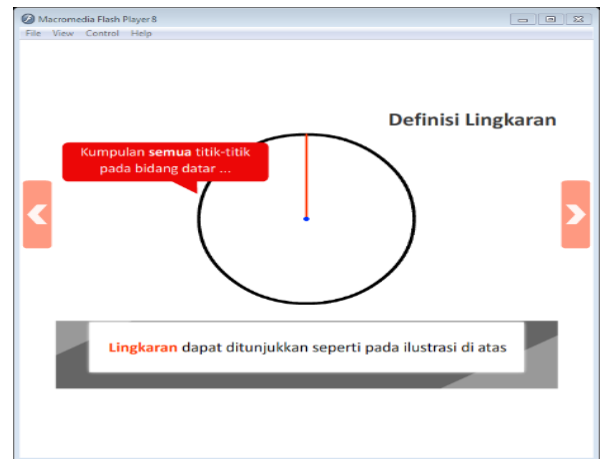 Macromedia Flash Player 8
File View Control Help
Definisi Lingkaran
Kumpulan semua titik-titik
pada bidang datar ...
Lingkaran dapat ditunjukkan seperti pada ilustrasi di atas